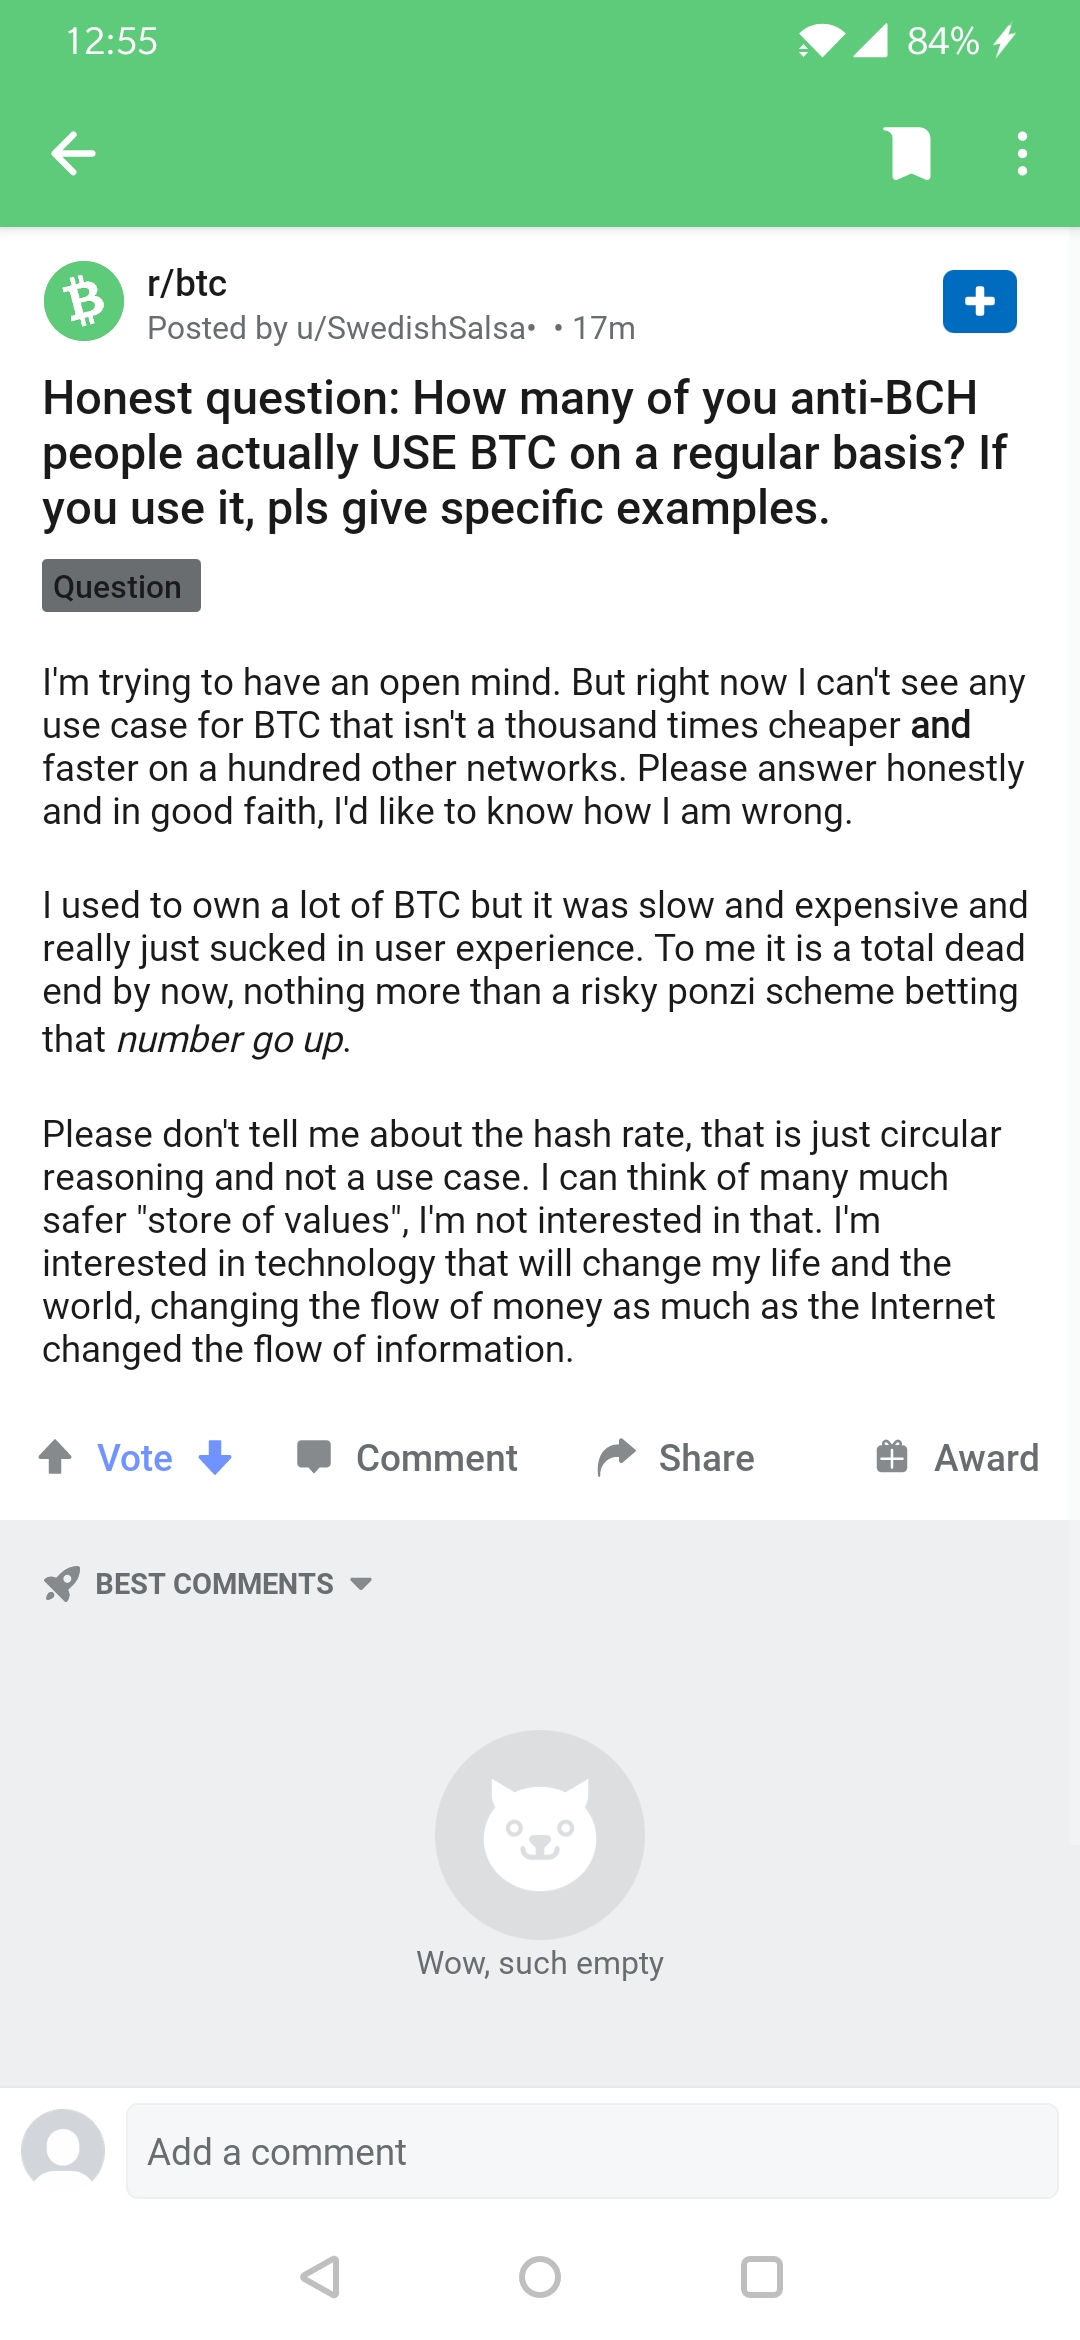 12:55
84%
r/btc
Posted by u/SwedishSalsa• • 17m
Honest question: How many of you anti-BCH
people actually USE BTC on a regular basis? If
you use it, pls give specific examples.
Question
I'm trying to have an open mind. But right now I can't see any
use case for BTC that isn't a thousand times cheaper and
faster on a hundred other networks. Please answer honestly
and in good faith, I'd like to know how I am wrong.
I used to own a lot of BTC but it was slow and expensive and
really just sucked in user experience. To me it is a total dead
end by now, nothing more than a risky ponzi scheme betting
that number go up.
Please don't tell me about the hash rate, that is just circular
reasoning and not a use case. I can think of many much
safer "store of values", I'm not interested in that. I'm
interested in technology that will change my life and the
world, changing the flow of money as much as the Internet
changed the flow of information.
Vote Comment Share Award
BEST COMMENTS
Wow, such empty
Add a comment